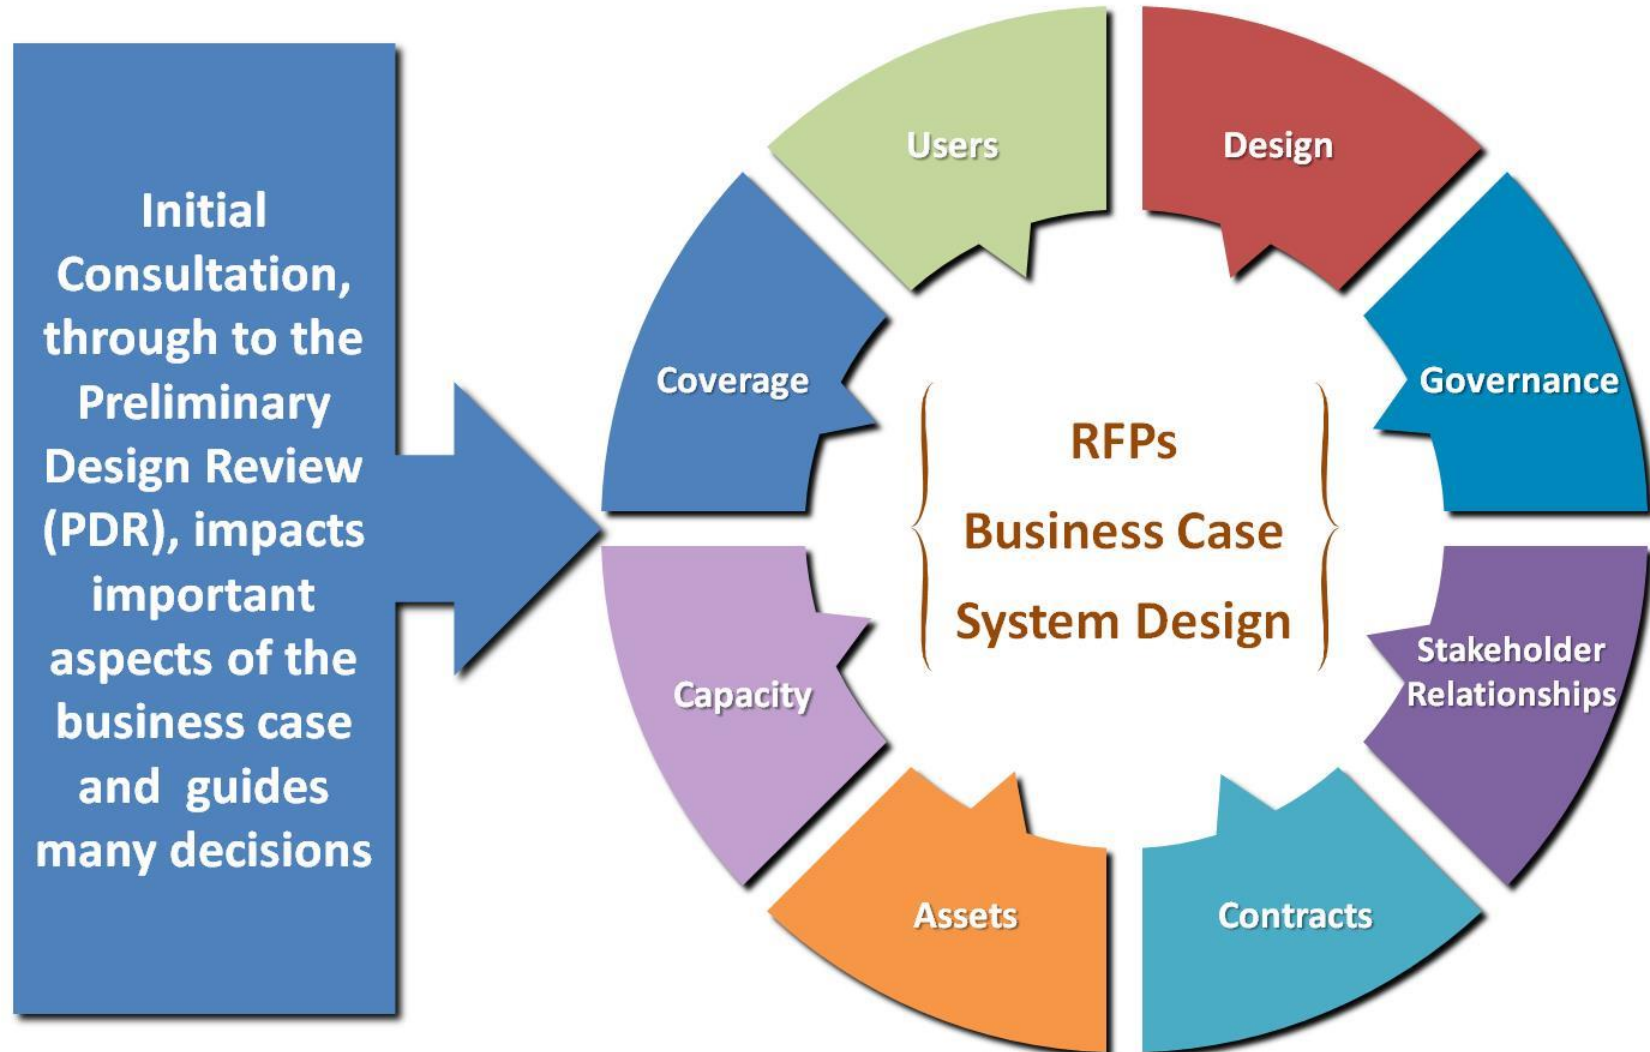 Initial
Consultation,
through to the
Preliminary
Design Review
(PDR), impacts
important
aspects of the
business case
and  guides
many decisions
Users
Design
Coverage
Governance
RFPs
Business Case
System Design
Capacity
Stakeholder
Relationships
Assets
Contracts